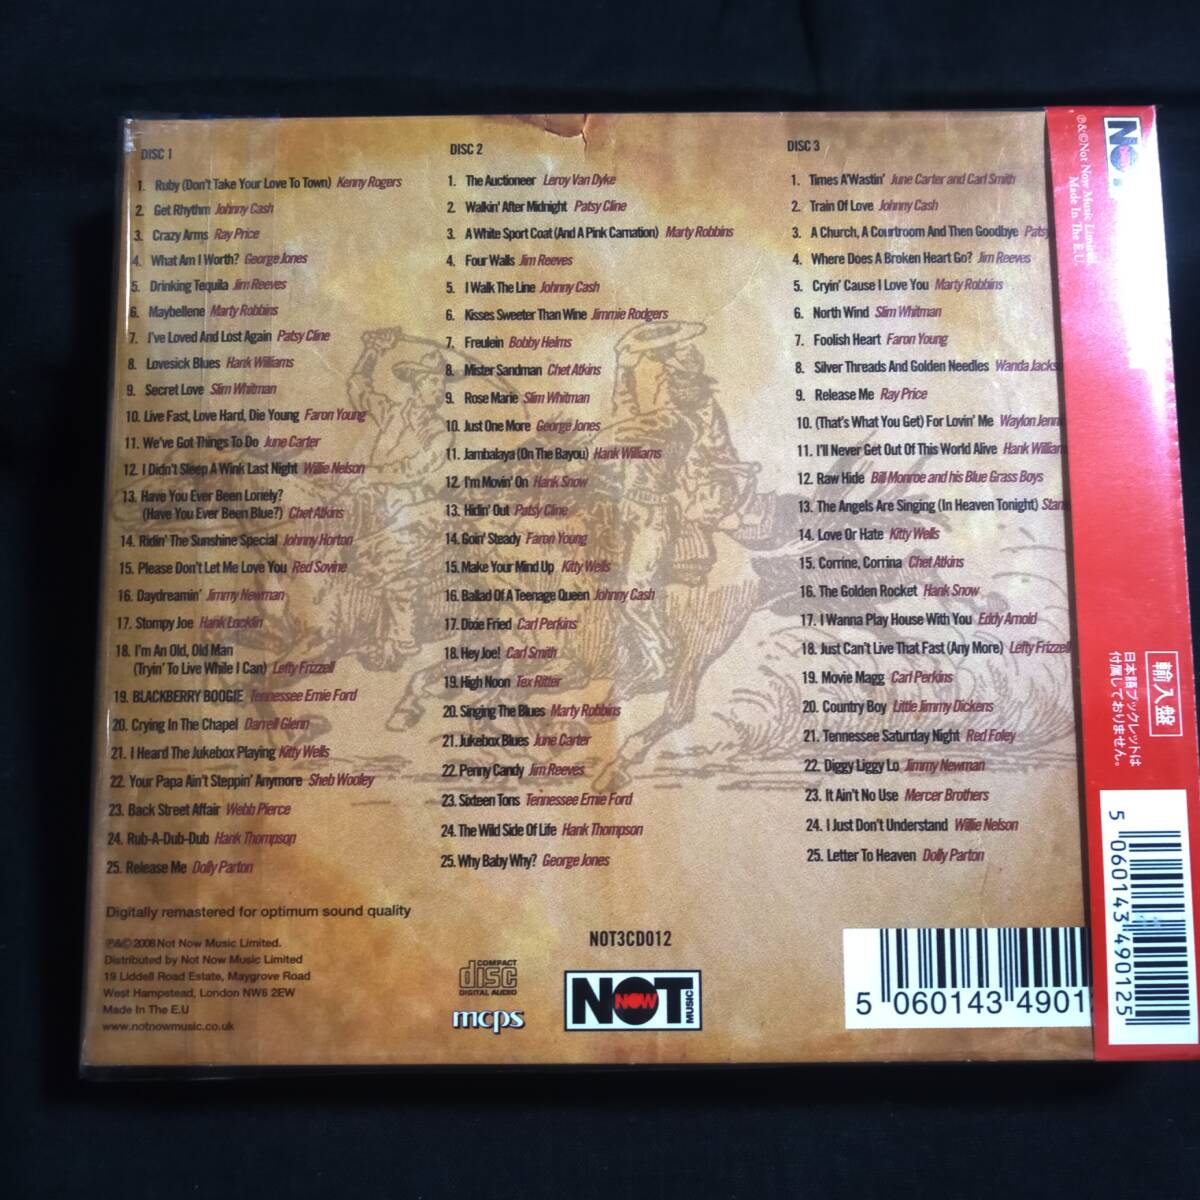 DISC 1
1. Ruby (Don't Take Your Love To Town) Kenny Rogers
2. Get Rhythm Johnny Cash
3. Crazy Arms Ray Price
4. What Am I Worth? George Jones
5. Drinking Tequila Jim Reeves
6. Maybellene Marty Robbins
7. I've Loved And Lost Again Patsy Cline
8. Lovesick Blues Hank Williams
9. Secret Love Slim Whitman
10. Live Fast, Love Hard, Die Young Faron Young
11. We've Got Things To Do June Carter
12. I Didn't Sleep A Wink Last Night Willie Nelson
13. Have You Ever Been Lonely?
(Have You Ever Been Blue?) Chet Atkins
14. Ridin' The Sunshine Special Johnny Horton
15. Please Don't Let Me Love You Red Sovine
16. Daydreamin' Jimmy Newman
17. Stompy Joe Hank Locklin
18. I'm An Old, Old Man
(Tryin' To Live While I Can) Lefty Frizzell
19. BLACKBERRY BOOGIE Tennessee Ernie Ford
20. Crying In The Chapel Darrell Glenn
21. I Heard The Jukebox Playing Kitty Wells
22. Your Papa Ain't Steppin' Anymore Sheb Wooley
23. Back Street Affair Webb Pierce
24. Rub-A-Dub-Dub Hank Thompson
25. Release Me Dolly Parton
DISC 2
1. The Auctioneer Leroy Van Dyke
2. Walkin' After Midnight Patsy Cline
3. A White Sport Coat (And A Pink Carnation) Marty Robbins
4. Four Walls Jim Reeves
5. I Walk The Line Johnny Cash
6. Kisses Sweeter Than Wine Jimmie Rodgers
7. Freulein Bobby Helms
8. Mister Sandman Chet Atkins
9. Rose Marie Slim Whitman
10. Just One More George Jones
11. Jambalaya (On The Bayou) Hank Williams
12. I'm Movin' On Hank Snow
13. Hidin' Out Patsy Cline
14. Goin' Steady Faron Young
15. Make Your Mind Up Kitty Wells
16. Ballad Of A Teenage Queen Johnny Cash
17. Dixie Fried Carl Perkins
18. Hey Joe! Carl Smith
19. High Noon Tex Ritter
20. Singing The Blues Marty Robbins
21. Jukebox Blues June Carter
22. Penny Candy Jim Reeves
23. Sixteen Tons Tennessee Ernie Ford
24. The Wild Side Of Life Hank Thompson
25. Why Baby Why? George Jones
DISC 3
1. Times A'Wastin' June Carter and Carl Smith
2. Train Of Love Johnny Cash
3. A Church, A Courtroom And Then Goodbye Patsy
4. Where Does A Broken Heart Go? Jim Reeves
5. Cryin' Cause I Love You Marty Robbins
6. North Wind Slim Whitman
7. Foolish Heart Faron Young
8. Silver Threads And Golden Needles Wanda Jacks
9. Release Me Ray Price
10. (That's What You Get) For Lovin' Me Waylon Jenn
11. I'll Never Get Out Of This World Alive Hank William
12. Raw Hide Bill Monroe and his Blue Grass Boys
13. The Angels Are Singing (In Heaven Tonight) Stan
14. Love Or Hate Kitty Wells
15. Corrine, Corrina Chet Atkins
16. The Golden Rocket Hank Snow
17. I Wanna Play House With You Eddy Arnold
18. Just Can't Live That Fast (Any More) Lefty Frizzell
19. Movie Magg Carl Perkins
20. Country Boy Little Jimmy Dickens
21. Tennessee Saturday Night Red Foley
22. Diggy Liggy Lo Jimmy Newman
23. It Ain't No Use Mercer Brothers
24. I Just Don't Understand Willie Nelson
25. Letter To Heaven Dolly Parton
Digitally remastered for optimum sound quality
℗&© 2008 Not Now Music Limited.
Distributed by Not Now Music Limited
19 Liddell Road Estate, Maygrove Road
West Hampstead, London NW6 2EW
Made In The E.U
www.notnowmusic.co.uk
COMPACT
disc
DIGITAL AUDIO
mcps
NOT3CD012
NOT
NOW
MUSIC
5 060143 4901
NOT
℗&©Not Now Music Limited.
Made In The E.U.
輸入盤
日本語ブックレットは
付属しておりません。
5 060143 490125